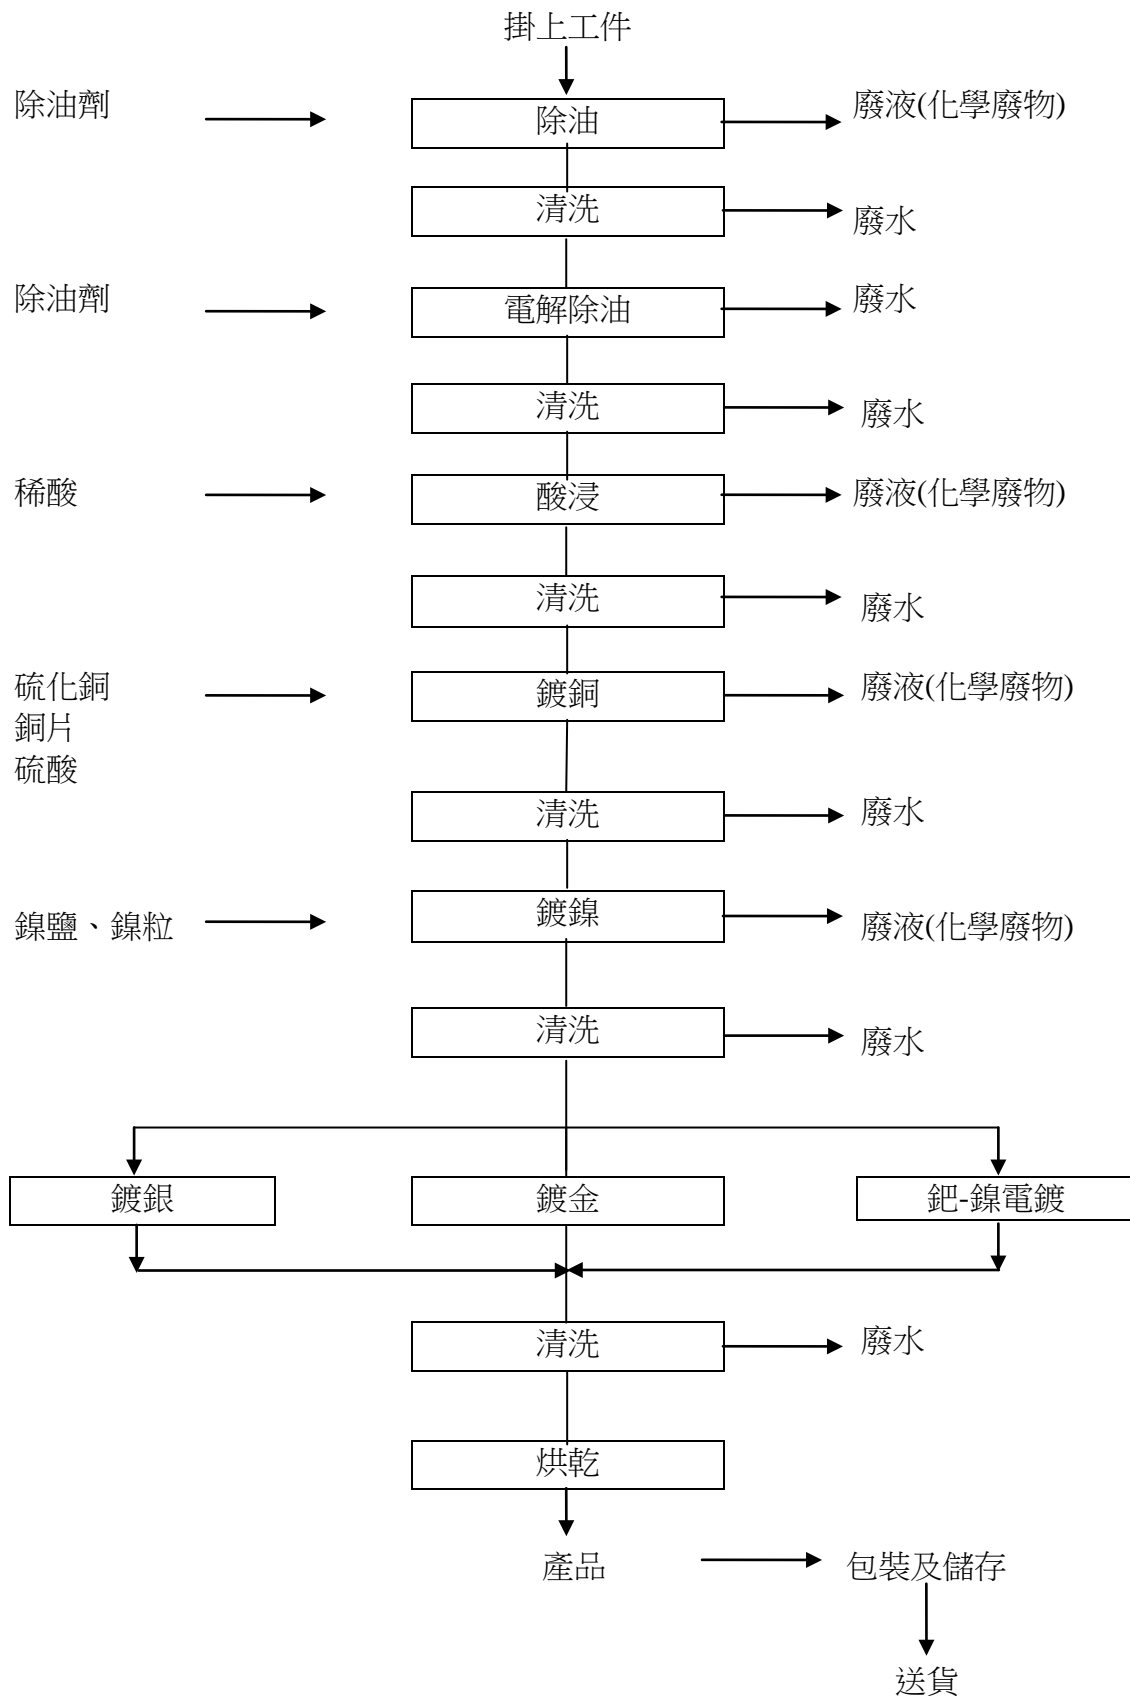 掛上工件
除油劑
除油
廢液(化學廢物)
清洗
廢水
除油劑
電解除油
廢水
清洗
廢水
稀酸
酸浸
廢液(化學廢物)
清洗
廢水
硫化銅
銅片
硫酸
鍍銅
廢液(化學廢物)
清洗
廢水
鎳鹽、鎳粒
鍍鎳
廢液(化學廢物)
清洗
廢水
鍍銀
鍍金
鈀-鎳電鍍
清洗
廢水
烘乾
產品
包裝及儲存
送貨